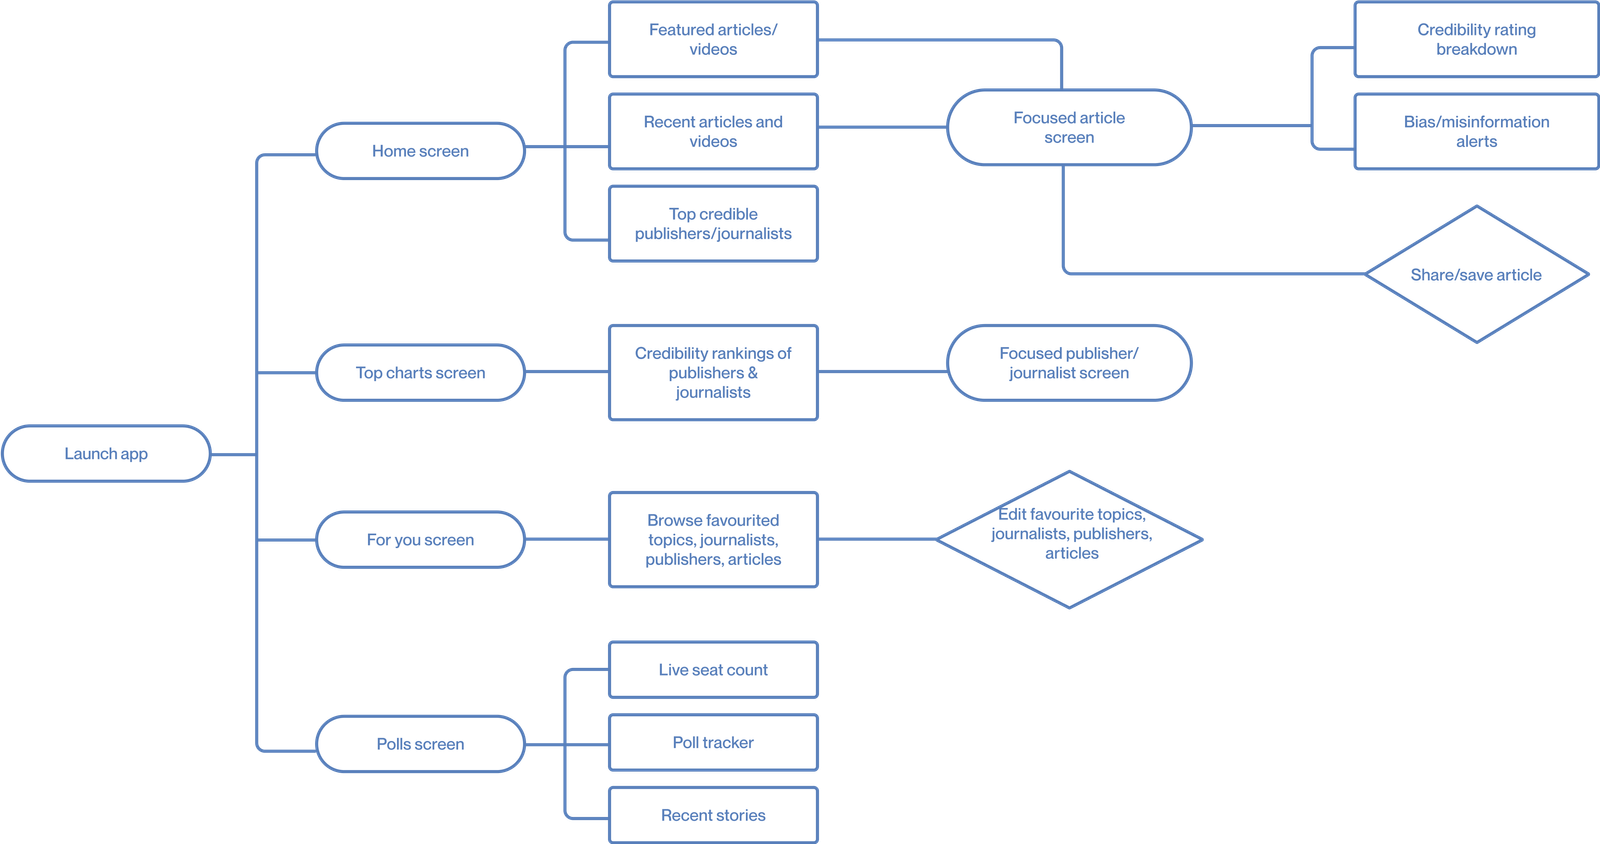 Launch app
Home screen
Featured articles/
videos
Recent articles and
videos
Top credible
publishers/journalists
Focused article
screen
Credibility rating
breakdown
Bias/misinformation
alerts
Share/save article
Top charts screen
Credibility rankings of
publishers &
journalists
Focused publisher/
journalist screen
For you screen
Browse favourited
topics, journalists,
publishers, articles
Edit favourite topics,
journalists, publishers,
articles
Polls screen
Live seat count
Poll tracker
Recent stories